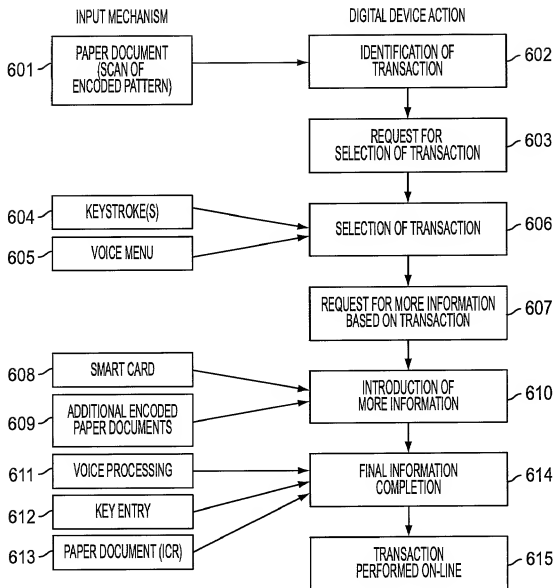 INPUT MECHANISM
DIGITAL DEVICE ACTION
601
PAPER DOCUMENT
(SCAN OF
ENCODED PATTERN)
IDENTIFICATION OF
TRANSACTION
602
REQUEST FOR
SELECTION OF TRANSACTION
603
604
KEYSTROKE(S)
605
VOICE MENU
SELECTION OF TRANSACTION
606
REQUEST FOR MORE INFORMATION
BASED ON TRANSACTION
607
608
SMART CARD
609
ADDITIONAL ENCODED
PAPER DOCUMENTS
INTRODUCTION OF
MORE INFORMATION
610
611
VOICE PROCESSING
612
KEY ENTRY
613
PAPER DOCUMENT (ICR)
FINAL INFORMATION
COMPLETION
614
TRANSACTION
PERFORMED ON-LINE
615